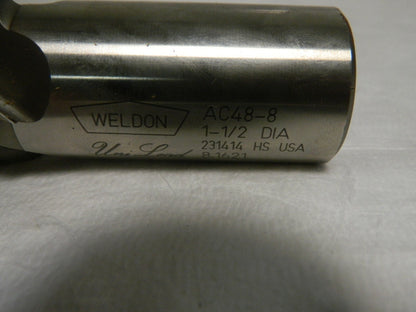 WELDON
AC48-8
1-1/2 DIA
231414 HS USA
Uni-Lead